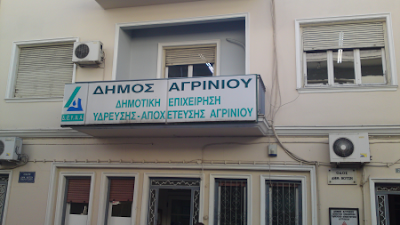 ΔΗΜΟΣ ΑΓΡΙΝΙΟΥ
ΔΗΜΟΤΙΚΗ ΕΠΙΧΕΙΡΗΣΗ
ΥΔΡΕΥΣΗΣ-ΑΠΟΧΕΤΕΥΣΗΣ ΑΓΡΙΝΙΟΥ
Δ.Ε.Υ.Α.Α